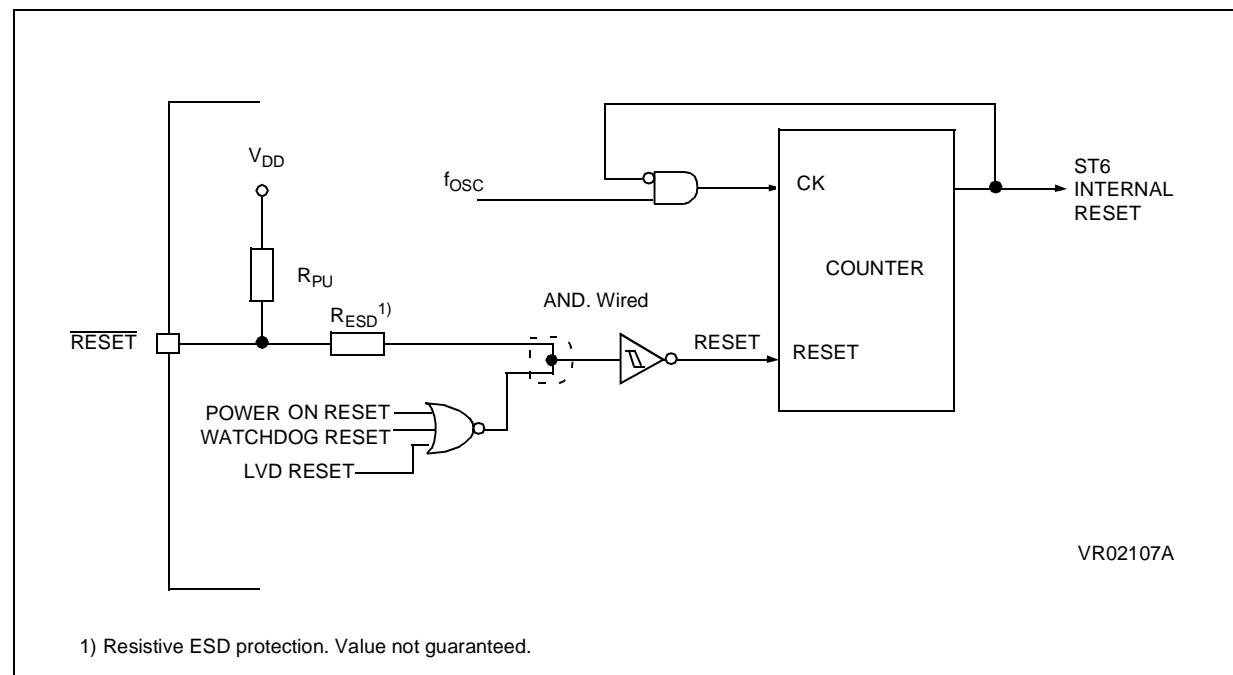 V_DD
f_OSC
CK
ST6
INTERNAL
RESET
COUNTER
R_PU
AND. Wired
R_ESD 1)
RESET
RESET
RESET
POWER ON RESET
WATCHDOG RESET
LVD RESET
VR02107A
1) Resistive ESD protection. Value not guaranteed.